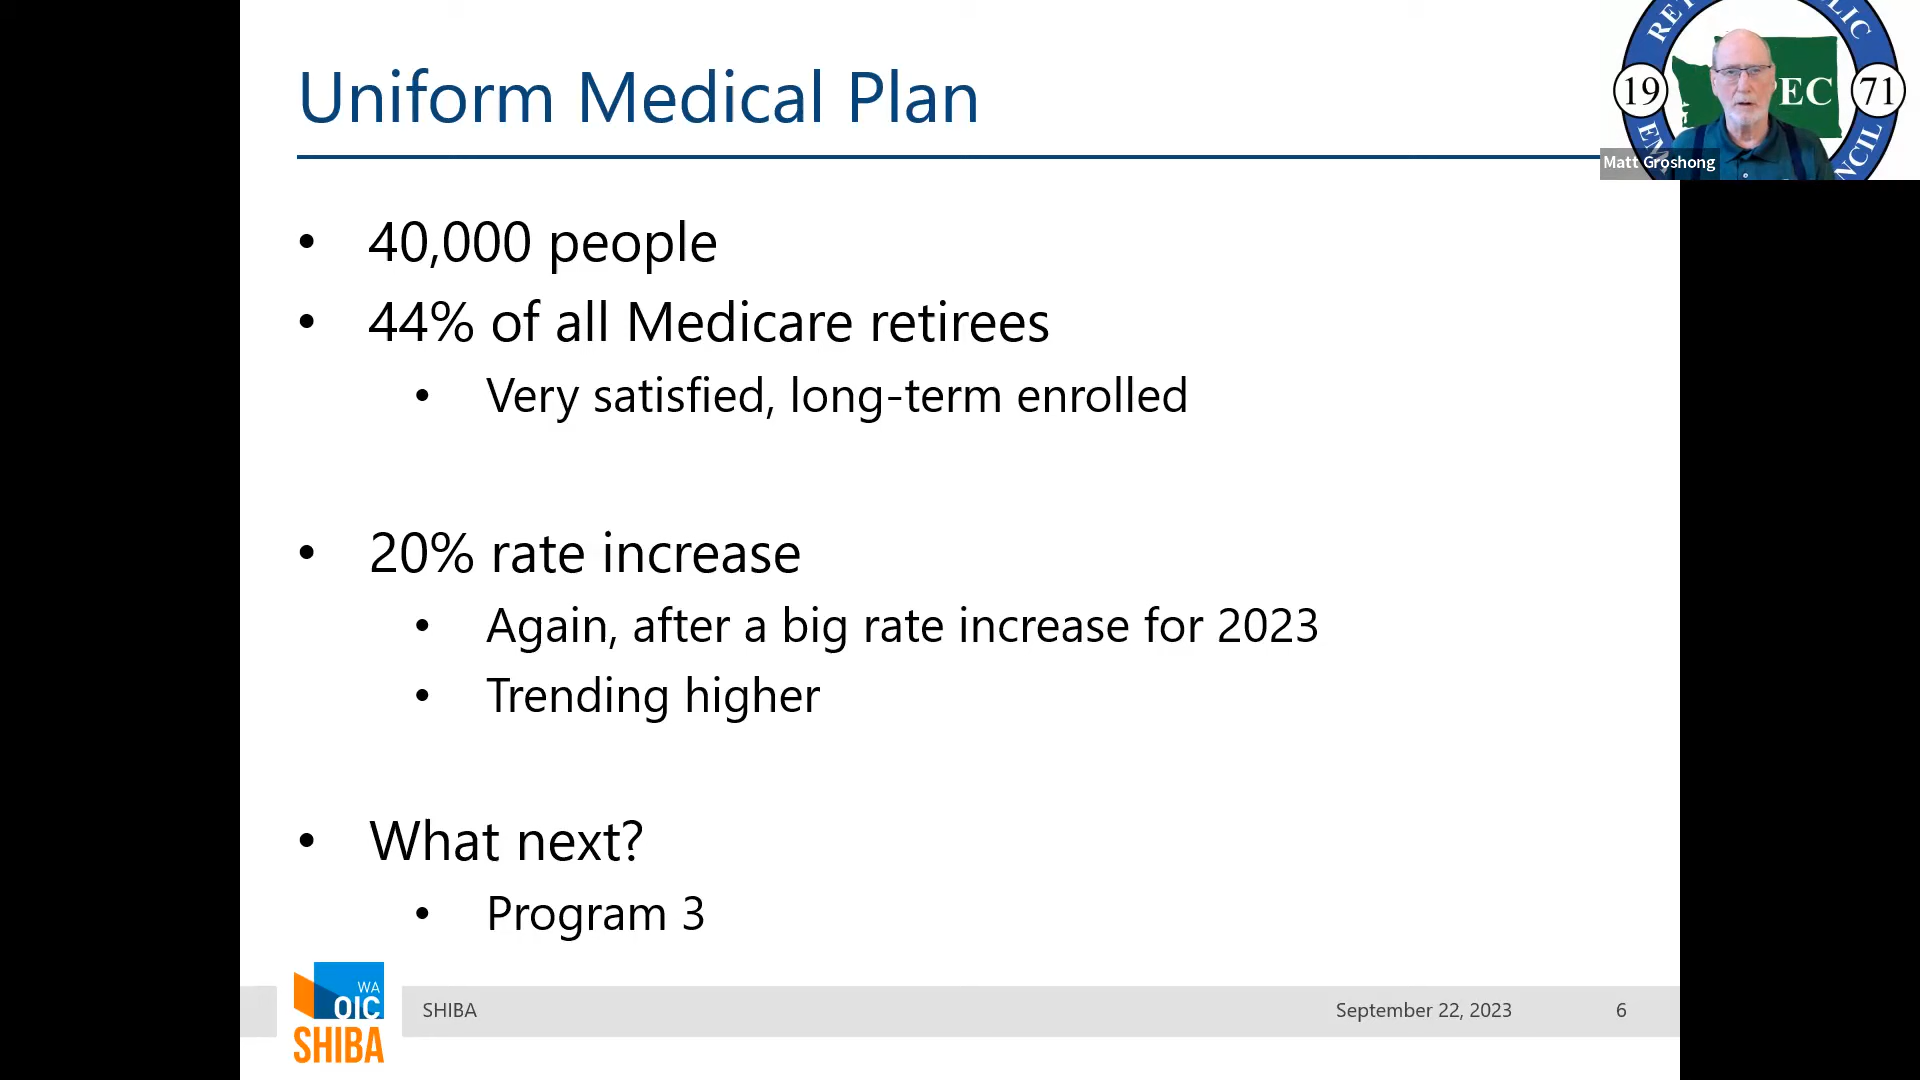 Uniform Medical Plan
• 40,000 people
• 44% of all Medicare retirees
• Very satisfied, long-term enrolled
• 20% rate increase
• Again, after a big rate increase for 2023
• Trending higher
• What next?
• Program 3
WA
OIC
SHIBA
SHIBA
September 22, 2023
6
19
EC
71
Matt Groshong